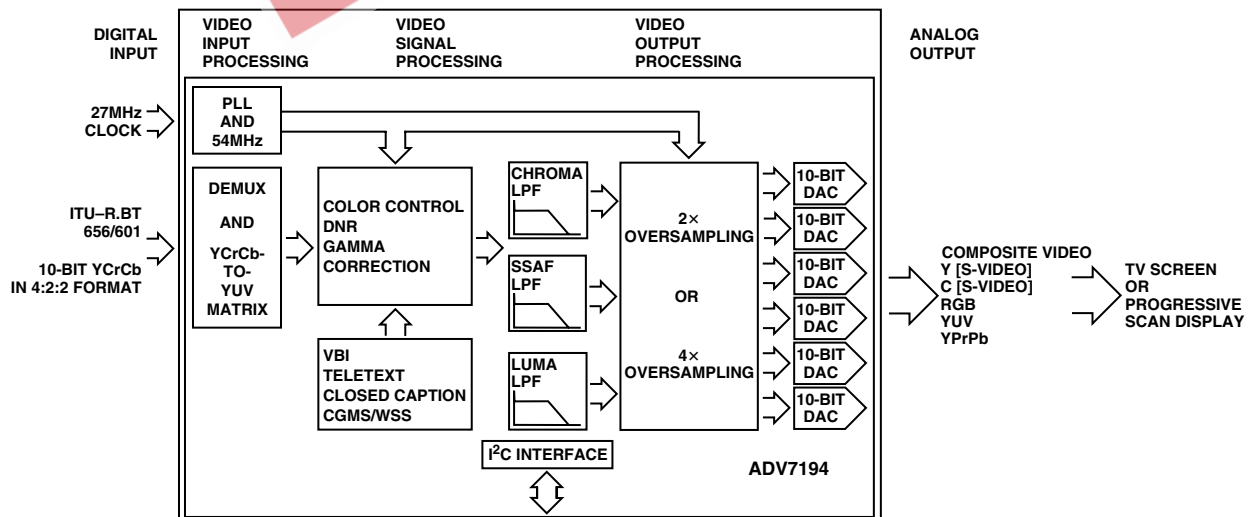 DIGITAL
INPUT
VIDEO
INPUT
PROCESSING
VIDEO
SIGNAL
PROCESSING
VIDEO
OUTPUT
PROCESSING
ANALOG
OUTPUT
27MHz
CLOCK
PLL
AND
54MHz
ITU–R.BT
656/601
10-BIT YCrCb
IN 4:2:2 FORMAT
DEMUX
AND
YCrCb-
TO-
YUV
MATRIX
COLOR CONTROL
DNR
GAMMA
CORRECTION
VBI
TELETEXT
CLOSED CAPTION
CGMS/WSS
CHROMA
LPF
SSAF
LPF
LUMA
LPF
I²C INTERFACE
2×
OVERSAMPLING
OR
4×
OVERSAMPLING
10-BIT
DAC
10-BIT
DAC
10-BIT
DAC
10-BIT
DAC
10-BIT
DAC
10-BIT
DAC
ADV7194
COMPOSITE VIDEO
Y [S-VIDEO]
C [S-VIDEO]
RGB
YUV
YPrPb
TV SCREEN
OR
PROGRESSIVE
SCAN DISPLAY